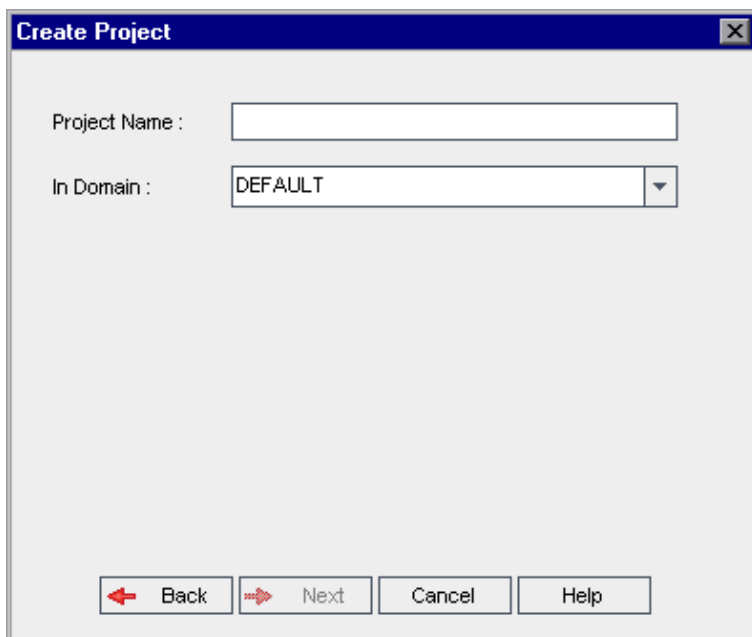 Create Project
Project Name :
In Domain :
DEFAULT
Back
Next
Cancel
Help